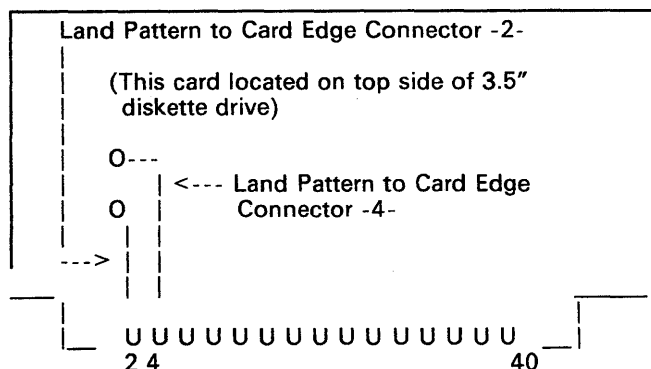 Land Pattern to Card Edge Connector -2-
(This card located on top side of 3.5"
diskette drive)
O----
<--- Land Pattern to Card Edge
O Connector -4-
--->
U U U U U U U U U U U U U U U
2 4 40